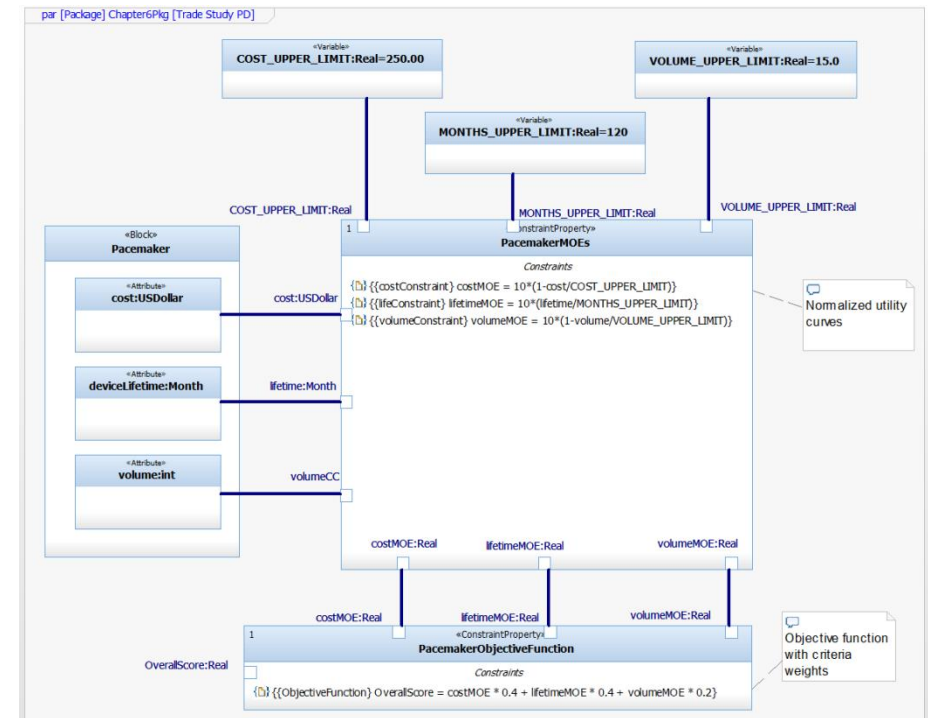 par [Package] Chapter6Pkg [Trade Study PD]
«Variable»
COST_UPPER_LIMIT:Real=250.00
«Variable»
VOLUME_UPPER_LIMIT:Real=15.0
«Variable»
MONTHS_UPPER_LIMIT:Real=120
COST_UPPER_LIMIT:Real
MONTHS_UPPER_LIMIT:Real
VOLUME_UPPER_LIMIT:Real
«Block»
Pacemaker
1
onstraintProperty»
PacemakerMOEs
Constraints
{{costConstraint} costMOE = 10*(1-cost/COST_UPPER_LIMIT)}
{{lifeConstraint} lifetimeMOE = 10*(lifetime/MONTHS_UPPER_LIMIT)}
{{volumeConstraint} volumeMOE = 10*(1-volume/VOLUME_UPPER_LIMIT)}
Normalized utility
curves
«Attribute»
cost:USDollar
cost:USDollar
«Attribute»
deviceLifetime:Month
lifetime:Month
«Attribute»
volume:int
volumeCC
costMOE:Real
lifetimeMOE:Real
volumeMOE:Real
costMOE:Real
lifetimeMOE:Real
volumeMOE:Real
1
«ConstraintProperty»
PacemakerObjectiveFunction
OverallScore:Real
Constraints
{{ObjectiveFunction} OverallScore = costMOE * 0.4 + lifetimeMOE * 0.4 + volumeMOE * 0.2}
Objective function
with criteria
weights